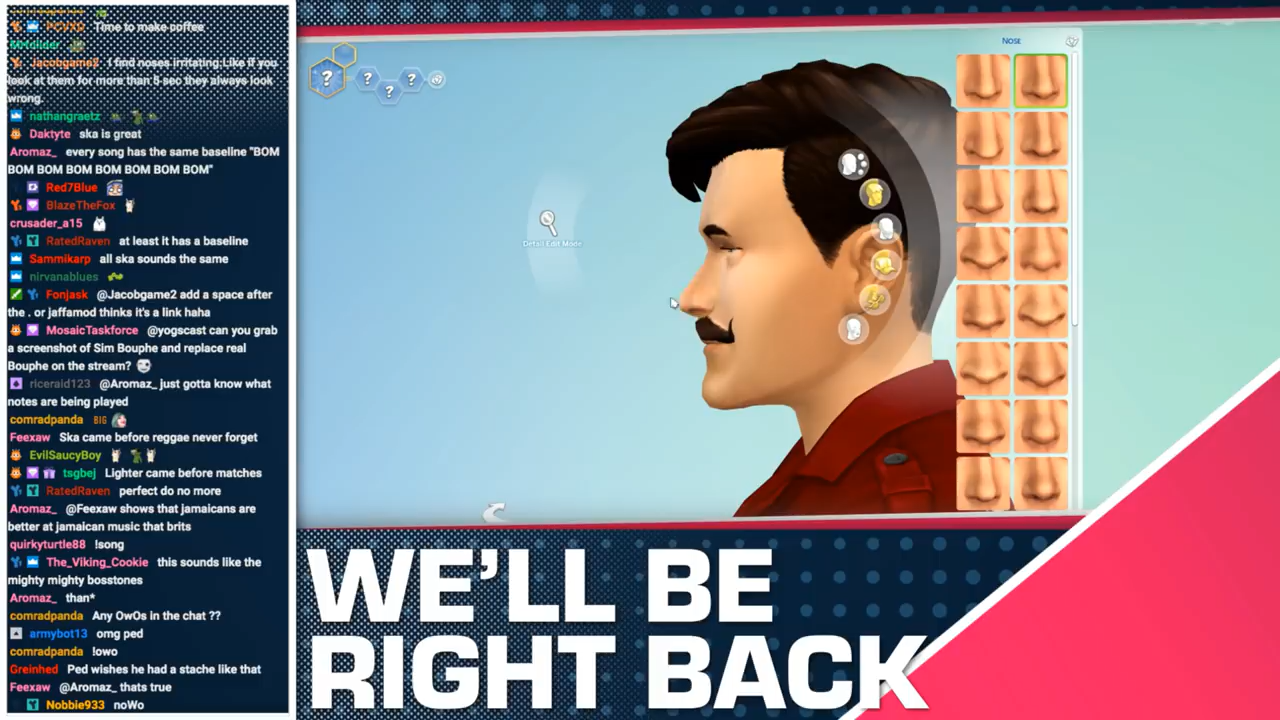 PCVXD Time to make coffee
Mrfailder
Jacobgame2 I find noses irritating.Like if you
look at them for more than 5 sec they always look
wrong.
nathangraetz
Daktyte ska is great
Aromaz_ every song has the same baseline "BOM
BOM BOM BOM BOM BOM BOM BOM"
Red7Blue
BlazeTheFox
crusader_a15
RatedRaven at least it has a baseline
Sammikarp all ska sounds the same
nirvanablues
Fonjask @Jacobgame2 add a space after
the . or jaffamod thinks it's a link haha
MosaicTaskforce @yogscast can you grab
a screenshot of Sim Bouphe and replace real
Bouphe on the stream?
riceraid123 @Aromaz_ just gotta know what
notes are being played
comradpanda BIG
Feexaw Ska came before reggae never forget
EvilSaucyBoy
tsgbej Lighter came before matches
RatedRaven perfect do no more
Aromaz_ @Feexaw shows that jamaicans are
better at jamaican music that brits
quirkyturtle88 !song
The_Viking_Cookie this sounds like the
mighty mighty bosstones
Aromaz_ than*
comradpanda Any OwOs in the chat ??
armybot13 omg ped
comradpanda !owo
Greinhed Ped wishes he had a stache like that
Feexaw @Aromaz_ thats true
Nobbie933 noWo
? ? ? ?
Detail Edit Mode
NOSE
WE'LL BE
RIGHT BACK